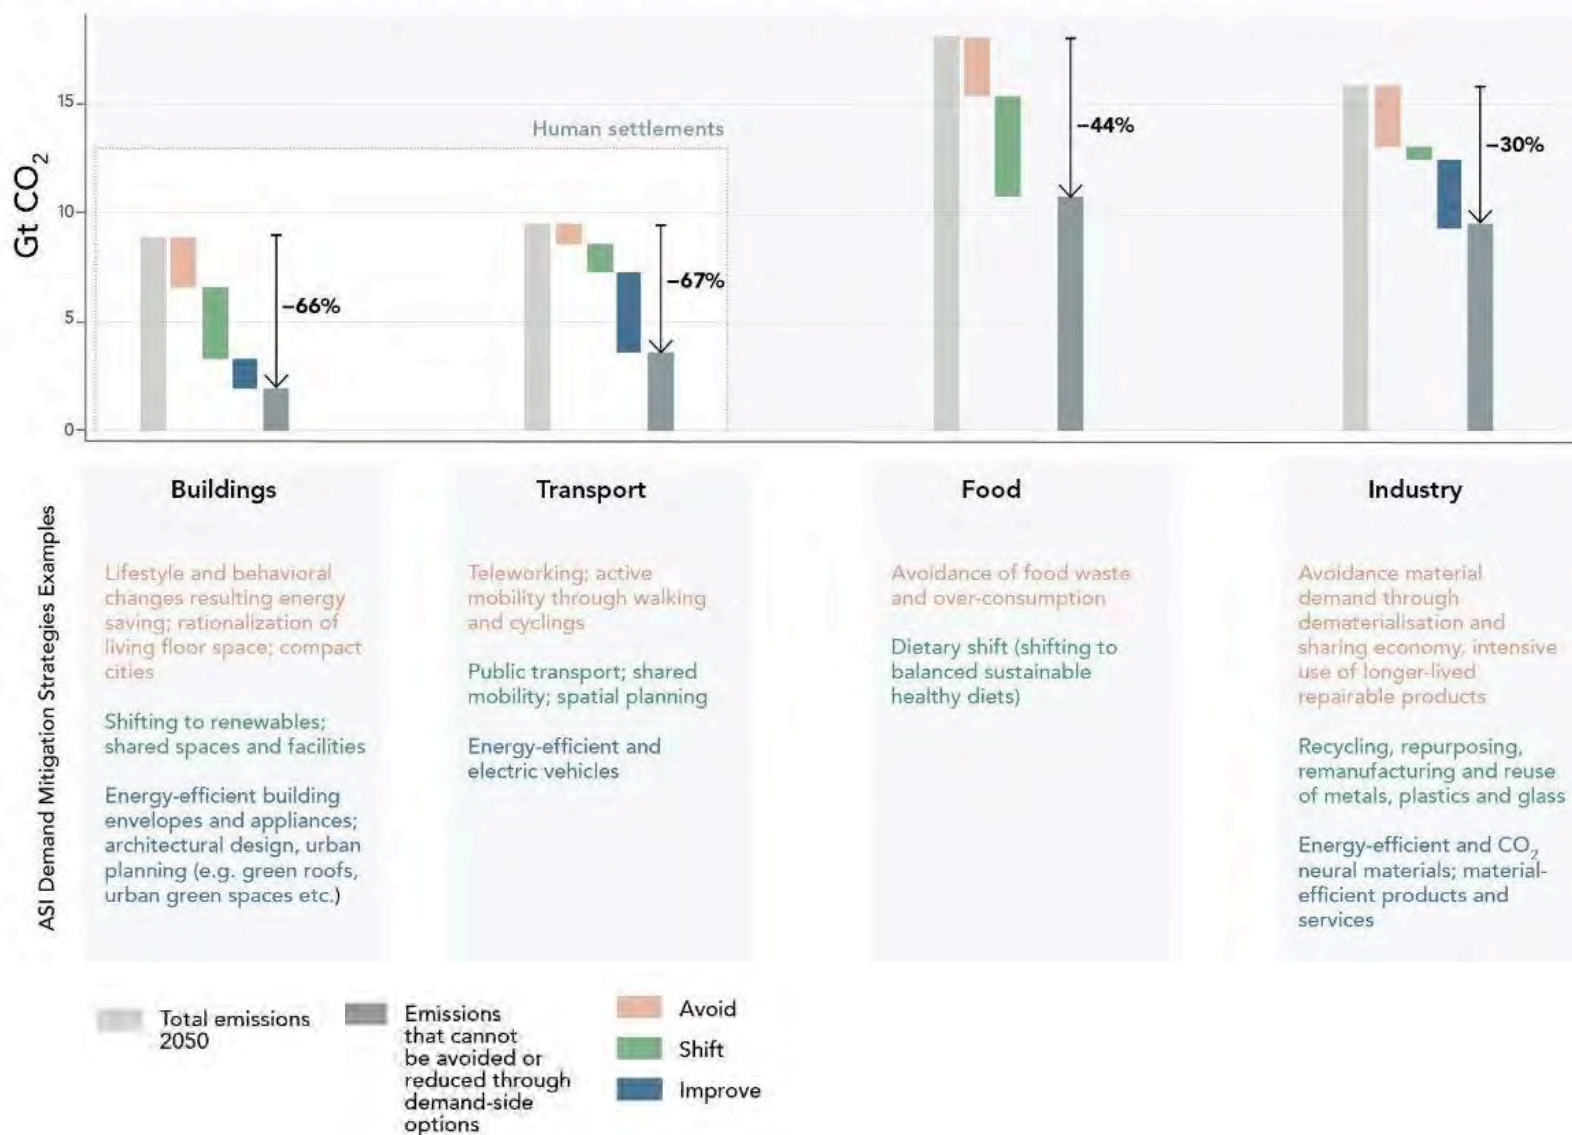 Gt CO₂
15
10
5
0
Human settlements
–66%
–67%
–44%
–30%
ASI Demand Mitigation Strategies Examples
Buildings
Lifestyle and behavioral
changes resulting energy
saving; rationalization of
living floor space; compact
cities
Shifting to renewables;
shared spaces and facilities
Energy-efficient building
envelopes and appliances;
architectural design, urban
planning (e.g. green roofs,
urban green spaces etc.)
Transport
Teleworking; active
mobility through walking
and cyclings
Public transport; shared
mobility; spatial planning
Energy-efficient and
electric vehicles
Food
Avoidance of food waste
and over-consumption
Dietary shift (shifting to
balanced sustainable
healthy diets)
Industry
Avoidance material
demand through
dematerialisation and
sharing economy, intensive
use of longer-lived
repairable products
Recycling, repurposing,
remanufacturing and reuse
of metals, plastics and glass
Energy-efficient and CO₂
neural materials; material-
efficient products and
services
Total emissions
2050
Emissions
that cannot
be avoided or
reduced through
demand-side
options
Avoid
Shift
Improve